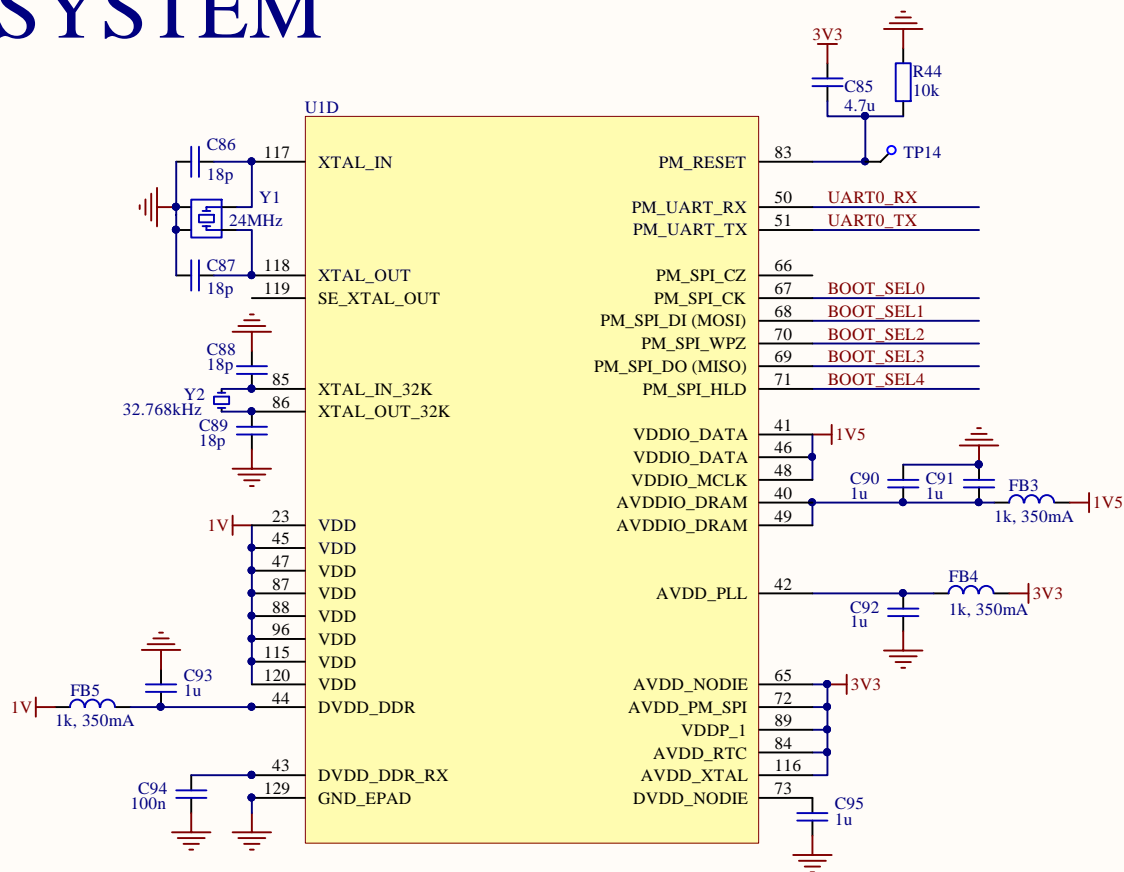 SYSTEM
3V3
C85
4.7u
R44
10k
TP14
U1D
C86
18p
Y1
24MHz
C87
18p
117 XTAL_IN
118 XTAL_OUT
119 SE_XTAL_OUT
C88
18p
Y2
32.768kHz
C89
18p
85 XTAL_IN_32K
86 XTAL_OUT_32K
1V
23 VDD
45 VDD
47 VDD
87 VDD
88 VDD
96 VDD
115 VDD
120 VDD
44 DVDD_DDR
C93
1u
1V
FB5
1k, 350mA
43 DVDD_DDR_RX
129 GND_EPAD
C94
100n
PM_RESET 83
PM_UART_RX 50 UART0_RX
PM_UART_TX 51 UART0_TX
PM_SPI_CZ 66
PM_SPI_CK 67 BOOT_SEL0
PM_SPI_DI (MOSI) 68 BOOT_SEL1
PM_SPI_WPZ 70 BOOT_SEL2
PM_SPI_DO (MISO) 69 BOOT_SEL3
PM_SPI_HLD 71 BOOT_SEL4
VDDIO_DATA 41 1V5
VDDIO_DATA 46
VDDIO_MCLK 48
AVDDIO_DRAM 40
AVDDIO_DRAM 49
C90
1u
C91
1u
FB3
1k, 350mA
1V5
AVDD_PLL 42
C92
1u
FB4
1k, 350mA
3V3
AVDD_NODIE 65 3V3
AVDD_PM_SPI 72
VDDP_1 89
AVDD_RTC 84
AVDD_XTAL 116
DVDD_NODIE 73
C95
1u